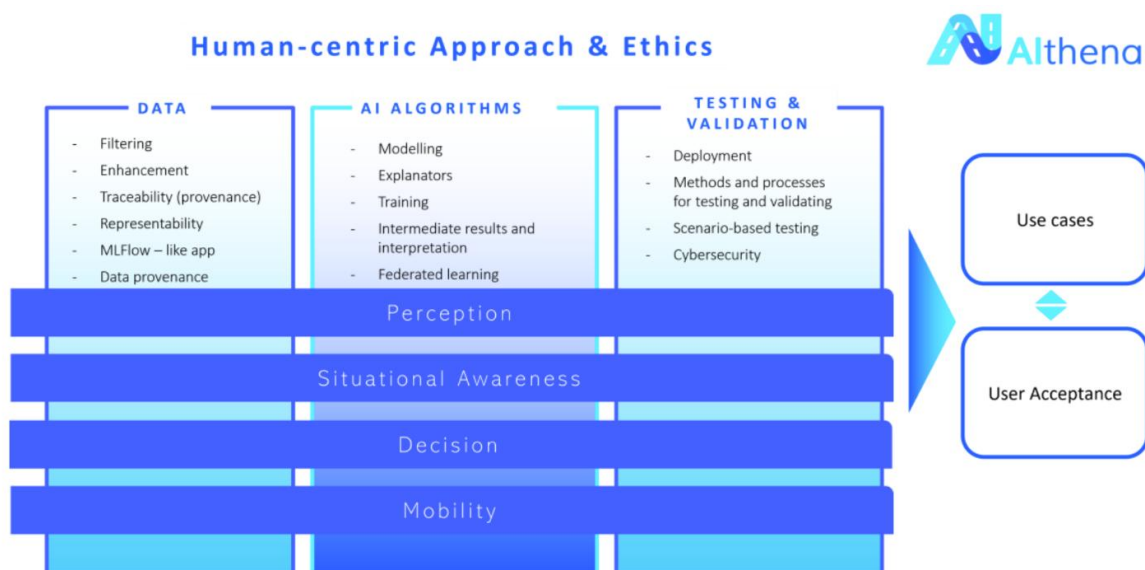 Human-centric Approach & Ethics
AIthena
DATA
- Filtering
- Enhancement
- Traceability (provenance)
- Representability
- MLFlow – like app
- Data provenance
AI ALGORITHMS
- Modelling
- Explanators
- Training
- Intermediate results and
interpretation
- Federated learning
TESTING &
VALIDATION
- Deployment
- Methods and processes
for testing and validating
- Scenario-based testing
- Cybersecurity
Perception
Situational Awareness
Decision
Mobility
Use cases
User Acceptance